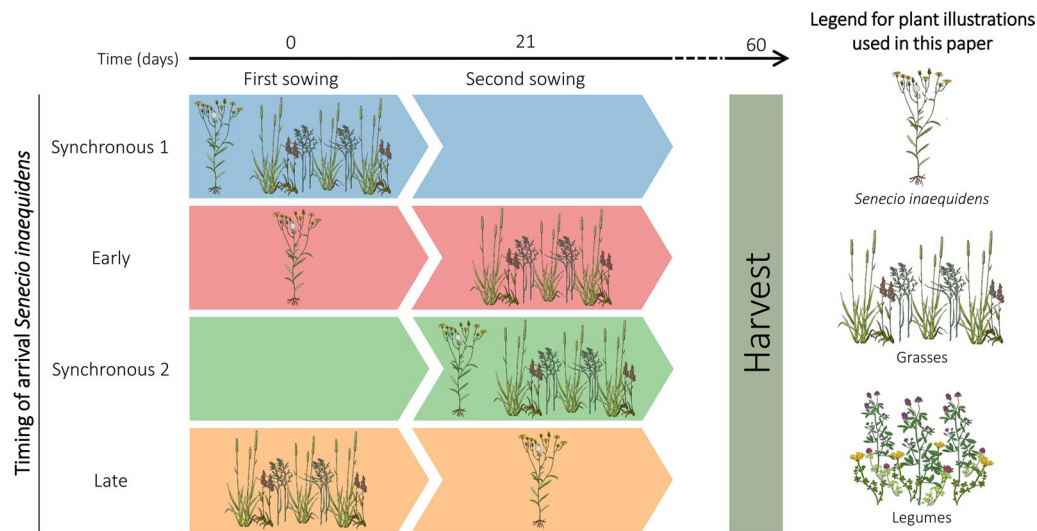 Legend for plant illustrations
used in this paper
Time (days)
0
21
60
First sowing
Second sowing
Timing of arrival Senecio inaequidens
Synchronous 1
Early
Synchronous 2
Late
Harvest
Senecio inaequidens
Grasses
Legumes